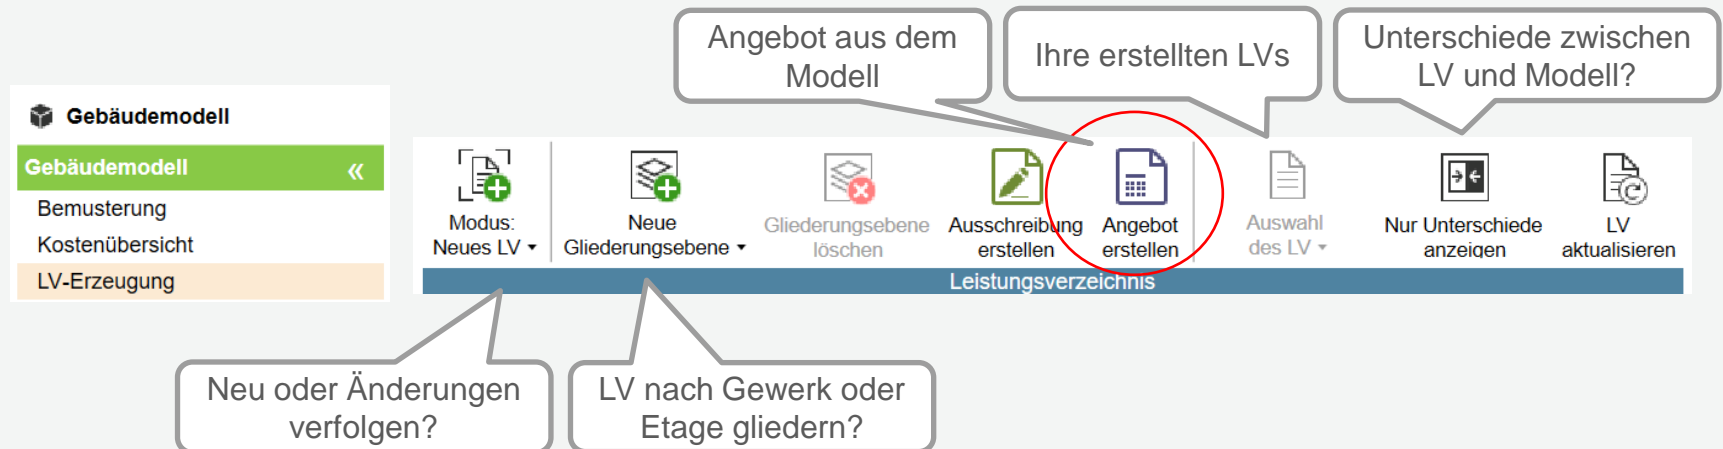 Angebot aus dem
Modell
Ihre erstellten LVs
Unterschiede zwischen
LV und Modell?
Gebäudemodell
Gebäudemodell «
Bemusterung
Kostenübersicht
LV-Erzeugung
Modus:
Neues LV
Neue
Gliederungsebene
Gliederungsebene
löschen
Ausschreibung
erstellen
Angebot
erstellen
Auswahl
des LV
Nur Unterschiede
anzeigen
LV
aktualisieren
Leistungsverzeichnis
Neu oder Änderungen
verfolgen?
LV nach Gewerk oder
Etage gliedern?